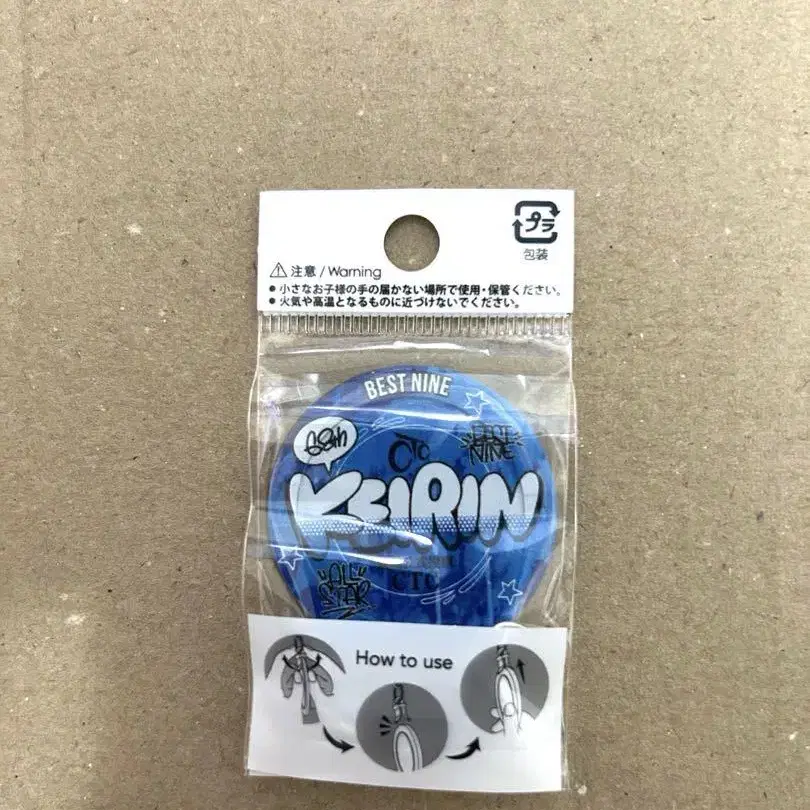 プラ
包装
注意 / Warning
● 小さなお子様の手の届かない場所で使用・保管ください。
● 火気や高温となるものに近づけないでください。
BEST NINE
68th
BEST
NINE
CTC
KEIRIN
CTC
ALL
STAR
How to use